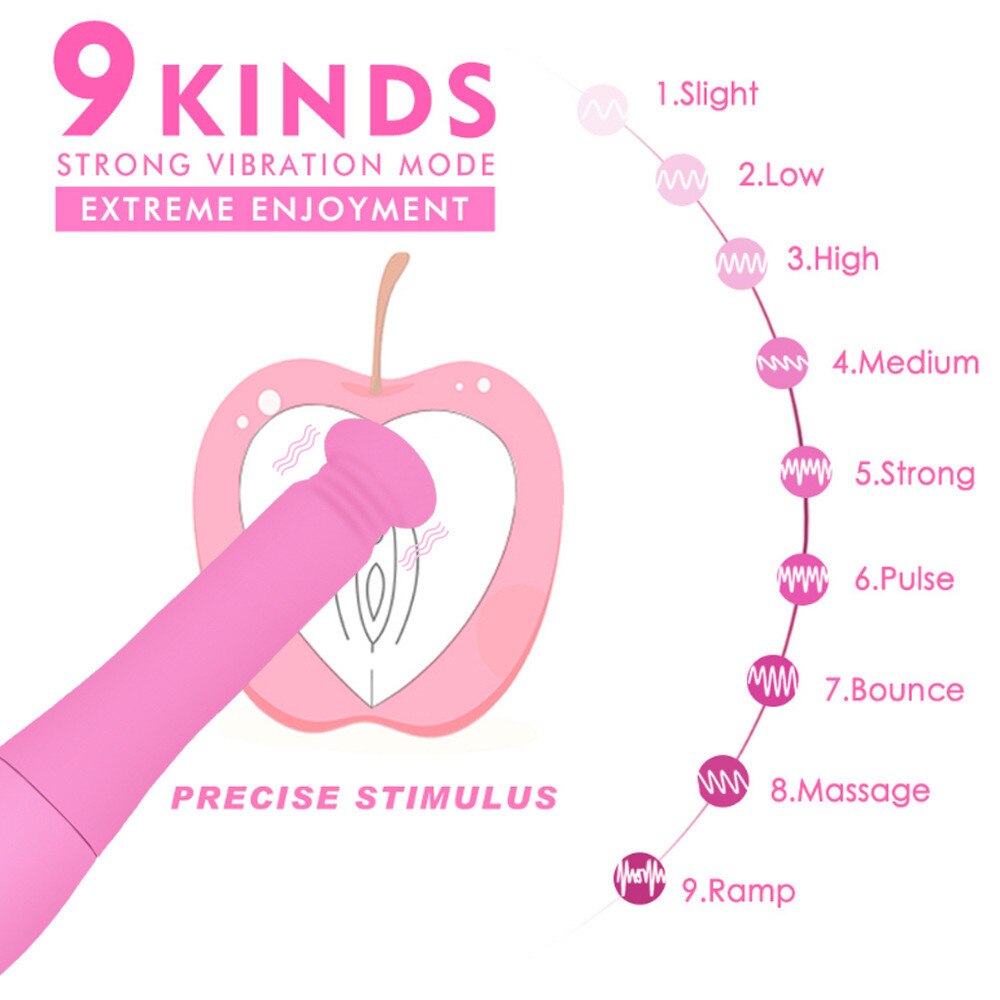 9 KINDS
STRONG VIBRATION MODE
EXTREME ENJOYMENT
1.Slight
2.Low
3.High
4.Medium
5.Strong
6.Pulse
7.Bounce
8.Massage
9.Ramp
PRECISE STIMULUS